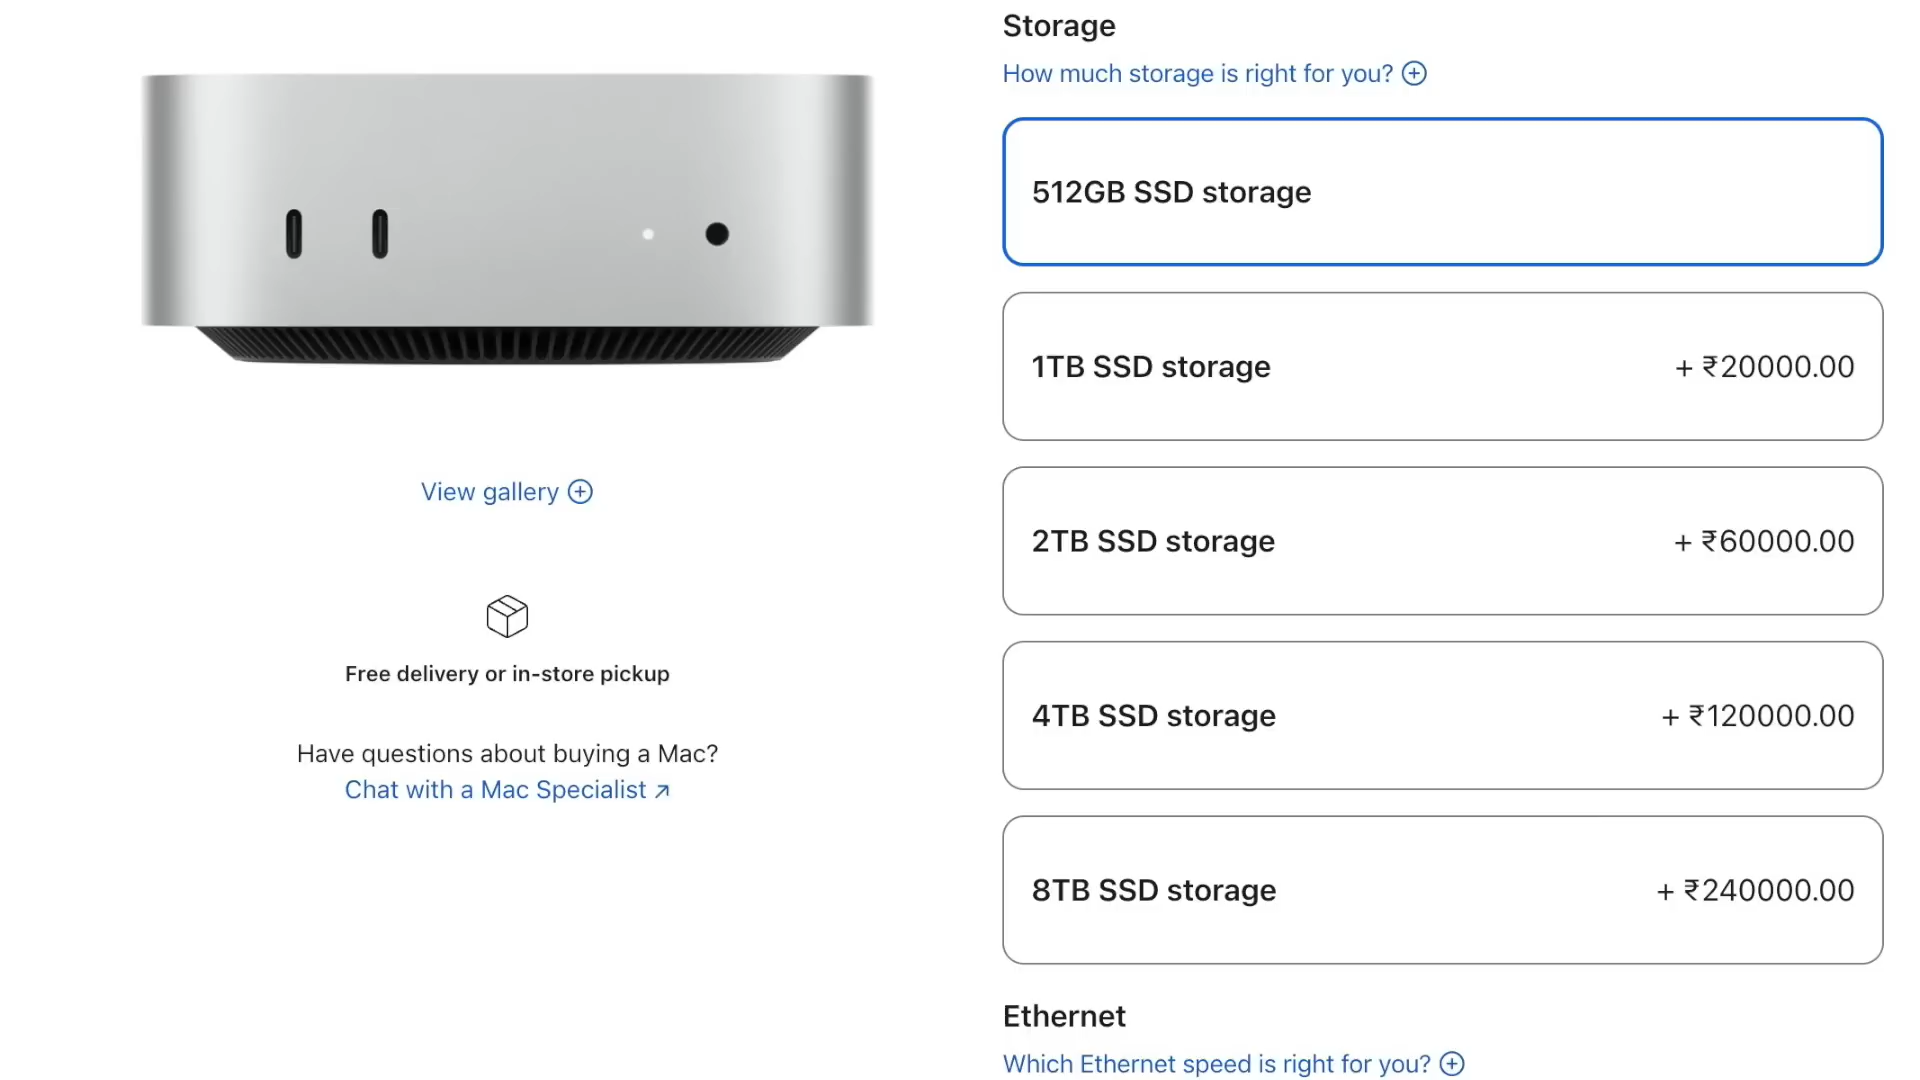 Storage
How much storage is right for you?
512GB SSD storage
1TB SSD storage + ₹20000.00
2TB SSD storage + ₹60000.00
4TB SSD storage + ₹120000.00
8TB SSD storage + ₹240000.00
Ethernet
Which Ethernet speed is right for you?
View gallery
Free delivery or in-store pickup
Have questions about buying a Mac?
Chat with a Mac Specialist ↗